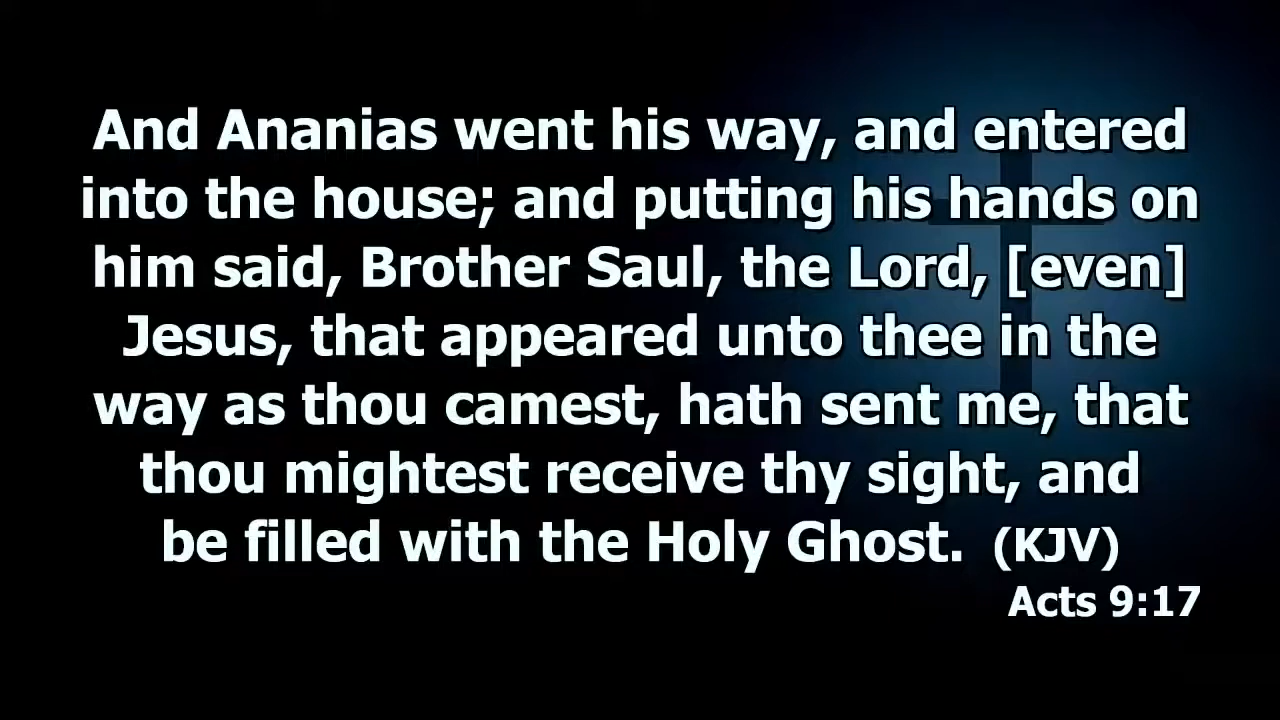 And Ananias went his way, and entered
into the house; and putting his hands on
him said, Brother Saul, the Lord, [even]
Jesus, that appeared unto thee in the
way as thou camest, hath sent me, that
thou mightest receive thy sight, and
be filled with the Holy Ghost. (KJV)
Acts 9:17